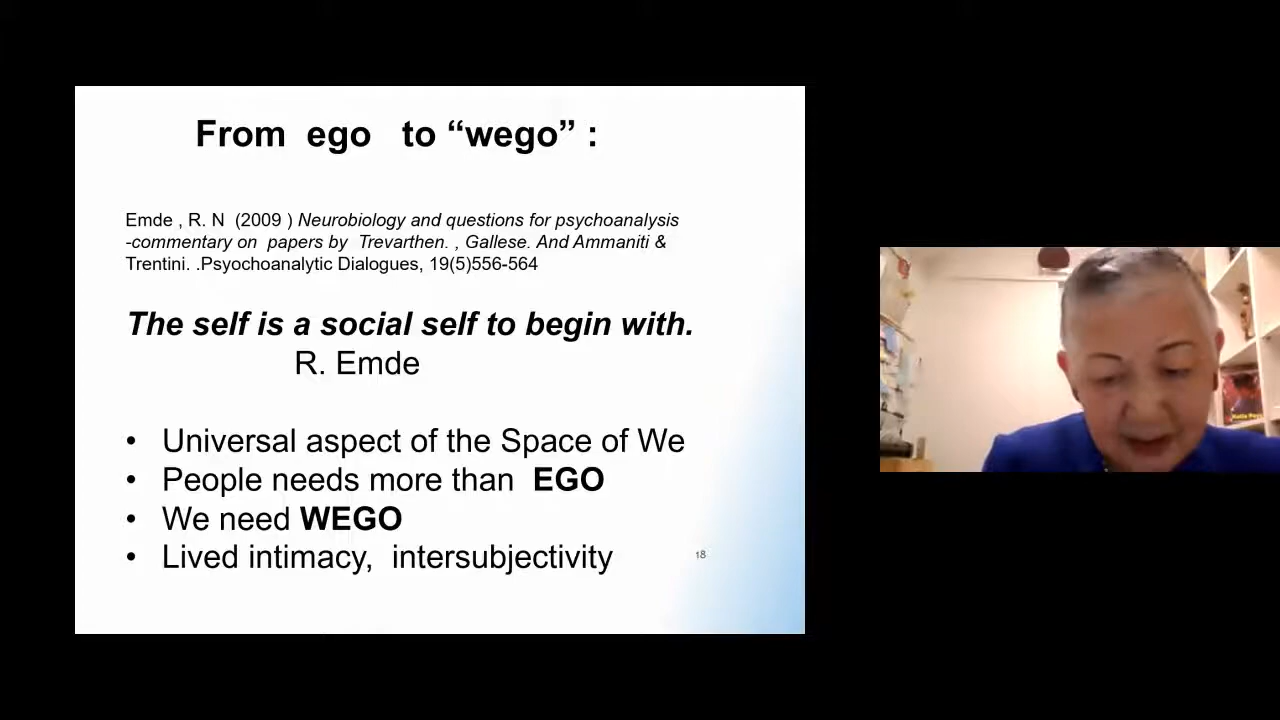 From ego to “wego” :
Emde , R. N (2009 ) Neurobiology and questions for psychoanalysis
-commentary on papers by Trevarthen. , Gallese. And Ammaniti &
Trentini. .Psyochoanalytic Dialogues, 19(5)556-564
The self is a social self to begin with.
R. Emde
• Universal aspect of the Space of We
• People needs more than EGO
• We need WEGO
• Lived intimacy, intersubjectivity
18